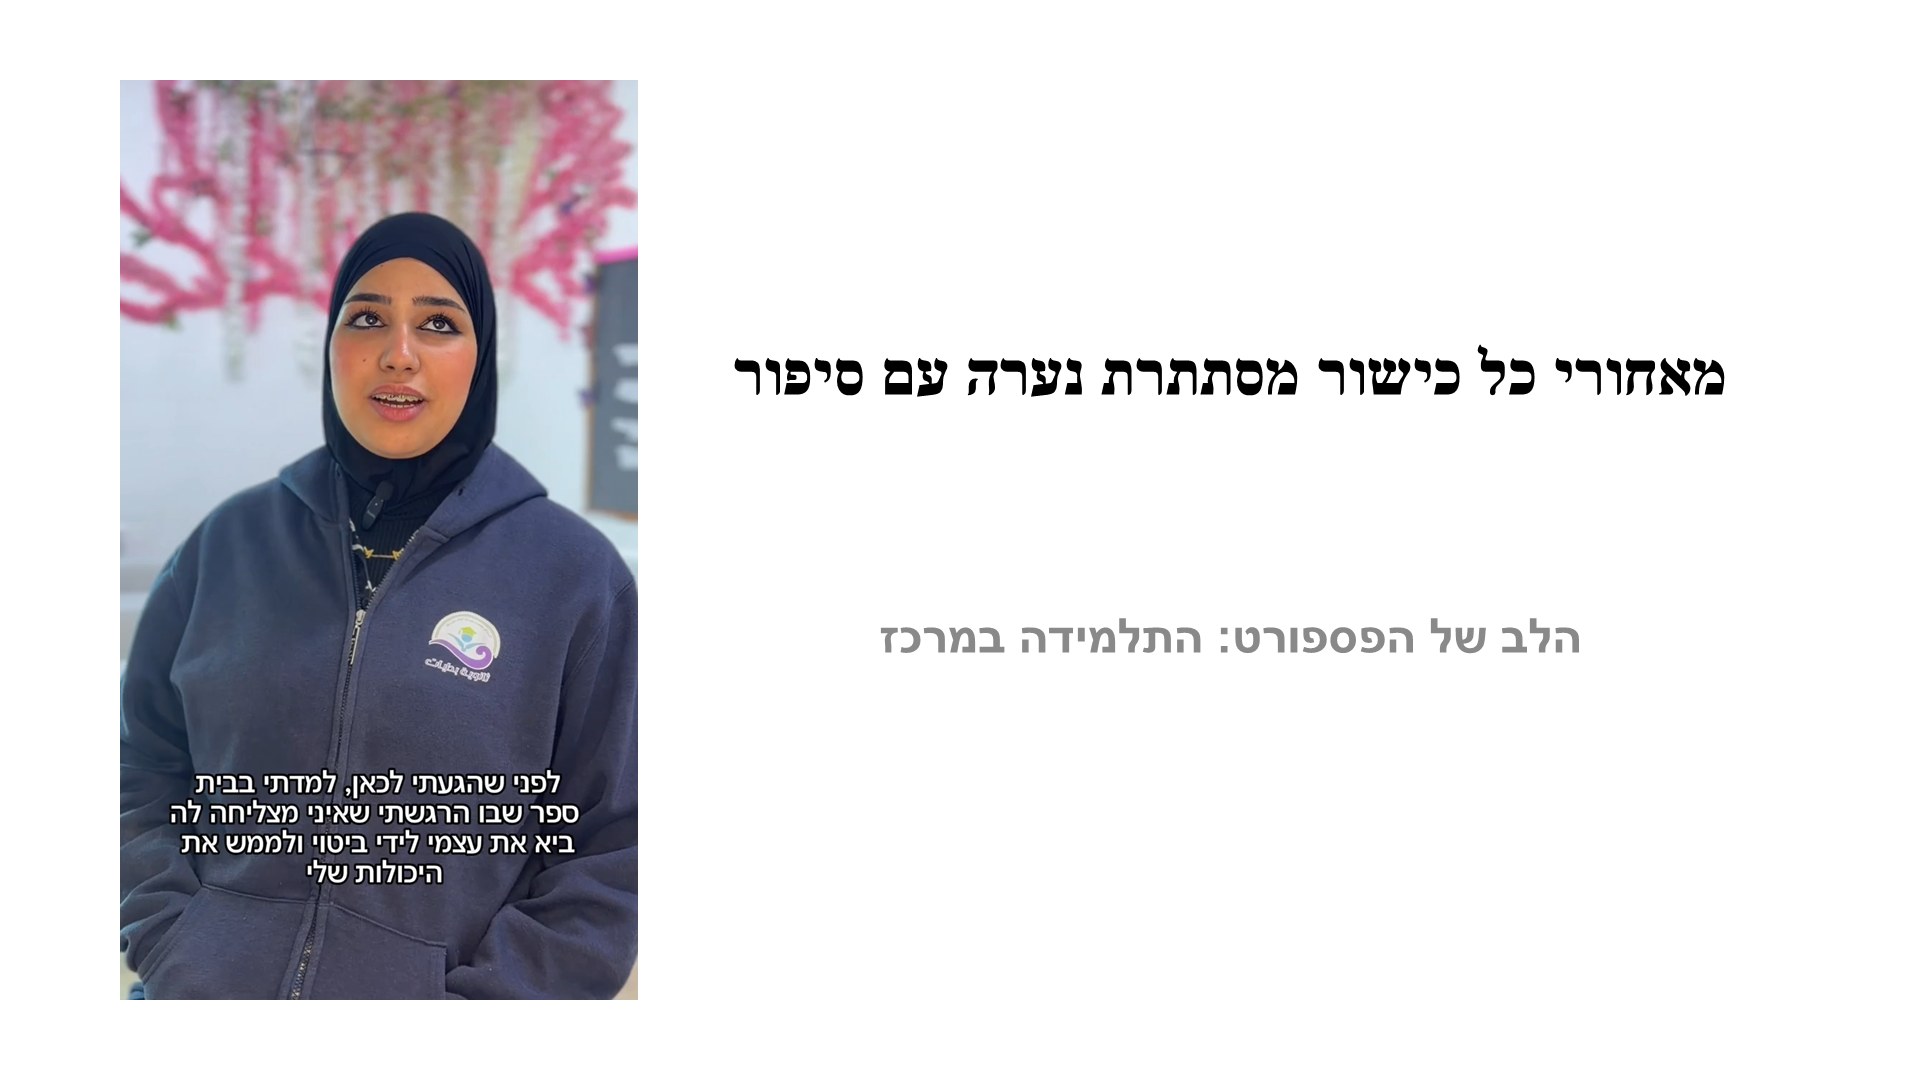 מאחורי כל כישור מסתתרת נערה עם סיפור
הלב של הפספורט: התלמידה במרכז
לפני שהגעתי לכאן, למדתי בבית
ספר שבו הרגשתי שאיני מצליחה לה
ביא את עצמי לידי ביטוי ולממש את
היכולות שלי